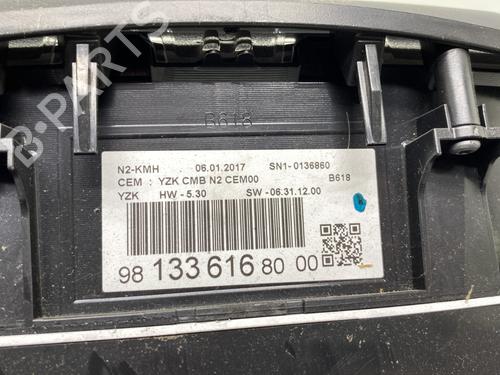 B618
N2-KMH 06.01.2017 SN1-0136860
CEM : YZK CMB N2 CEM00 B618
YZK HW - 5.30 SW -06.31.12.00
98 133 616 80 00
B-PARTS